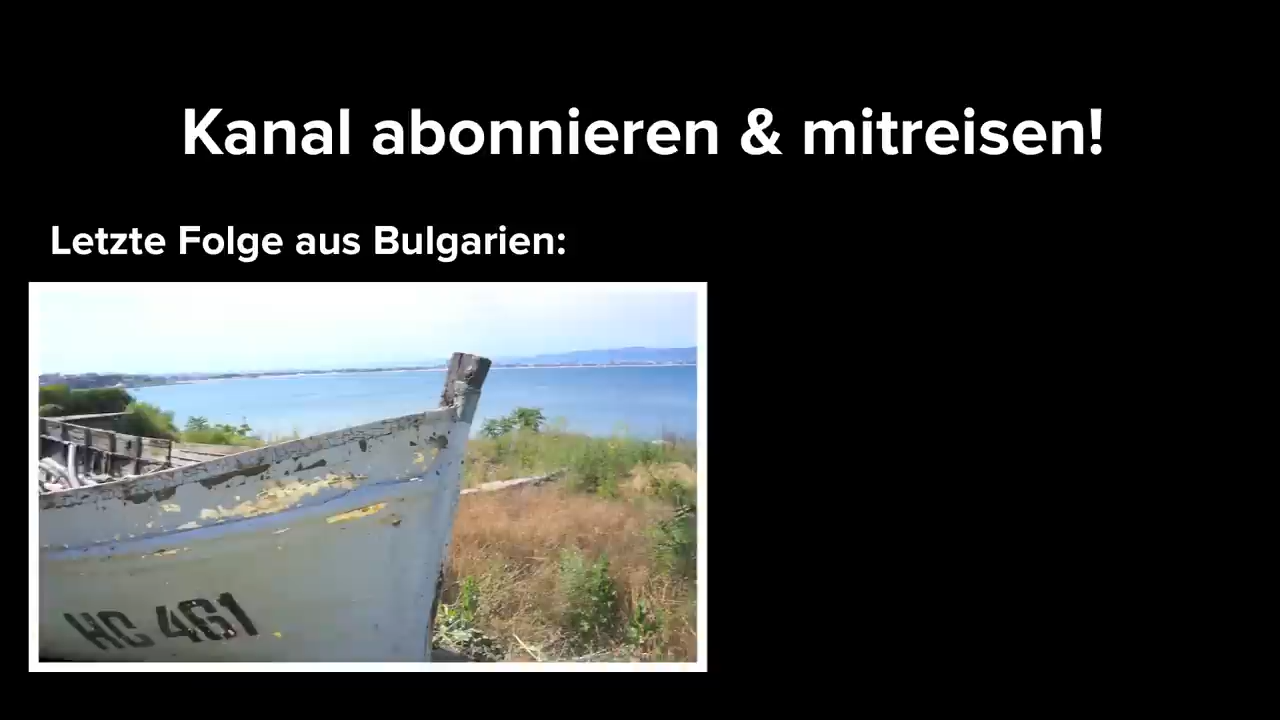 Kanal abonnieren & mitreisen!
Letzte Folge aus Bulgarien:
HC 461